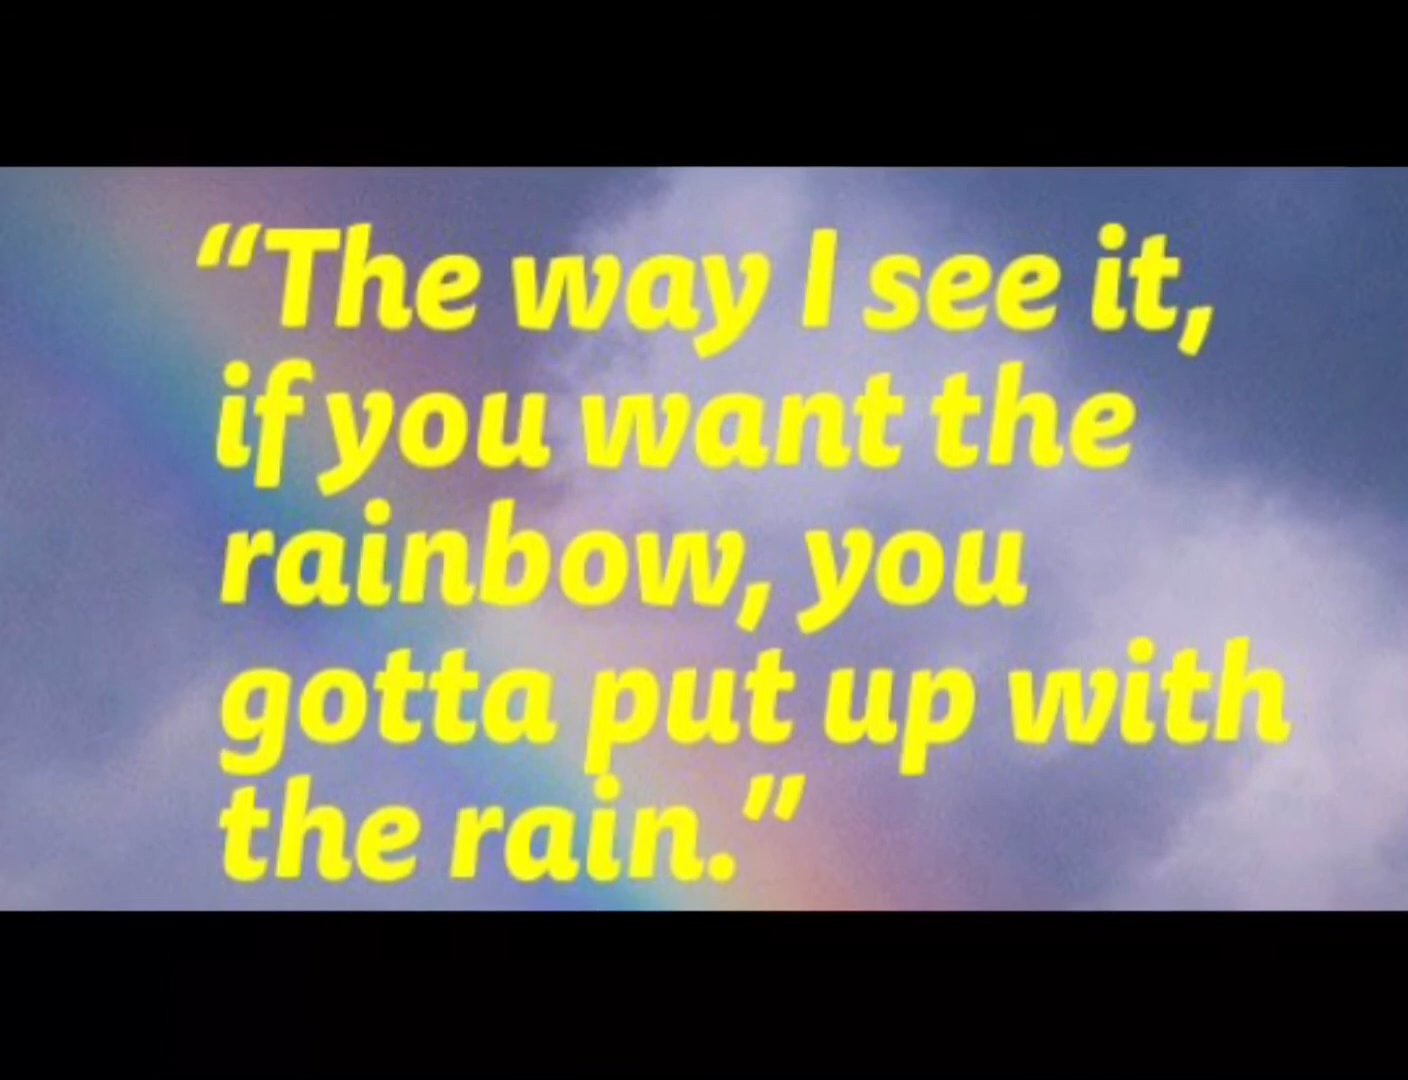 “The way I see it,
if you want the
rainbow, you
gotta put up with
the rain.”